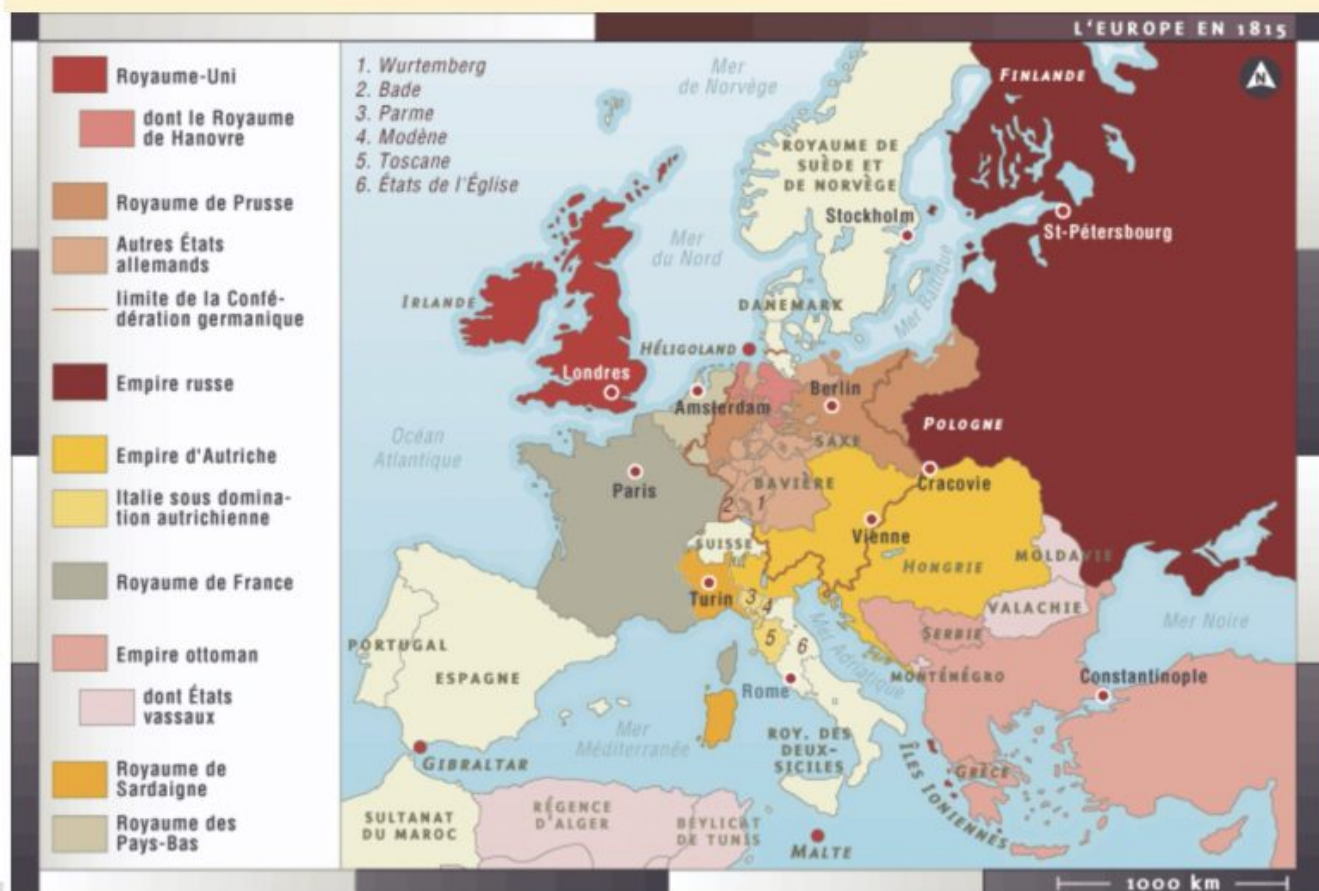 L'EUROPE EN 1815
Royaume-Uni
dont le Royaume
de Hanovre
Royaume de Prusse
Autres États
allemands
limite de la Confé-
dération germanique
Empire russe
Empire d'Autriche
Italie sous domina-
tion autrichienne
Royaume de France
Empire ottoman
dont États
vassaux
Royaume de
Sardaigne
Royaume des
Pays-Bas
1. Wurtemberg
2. Bade
3. Parme
4. Modène
5. Toscane
6. États de l'Église
Mer
de Norvège
FINLANDE
N
ROYAUME DE
SUÈDE ET
DE NORVÈGE
Stockholm
St-Pétersbourg
Mer
du Nord
Mer Baltique
IRLANDE
DANEMARK
HÉLIGOLAND
Londres
Amsterdam
Berlin
POLOGNE
Océan
Atlantique
SAXE
Paris
BAVIÈRE
Cracovie
2
1
Vienne
SUISSE
HONGRIE
MOLDAVIE
Turin
3
4
VALACHIE
Mer Noire
5
6
SERBIE
PORTUGAL
ESPAGNE
Mer Adriatique
MONTÉNÉGRO
Constantinople
Rome
Mer
Méditerranée
ROY. DES
DEUX-
SICILES
GIBRALTAR
ÎLES IONIENNES
GRÈCE
SULTANAT
DU MAROC
RÉGENCE
D'ALGER
BEYLICAT
DE TUNIS
MALTE
1000 km